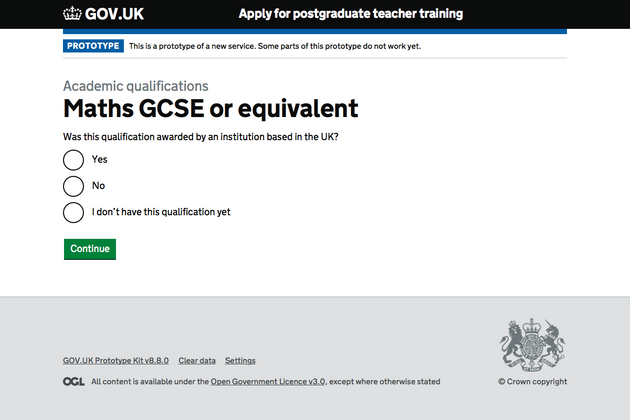 GOV.UK Apply for postgraduate teacher training
PROTOTYPE This is a prototype of a new service. Some parts of this prototype do not work yet.
Academic qualifications
Maths GCSE or equivalent
Was this qualification awarded by an institution based in the UK?
Yes
No
I don't have this qualification yet
Continue
GOV.UK Prototype Kit v8.8.0 Clear data Settings
OGL All content is available under the Open Government Licence v3.0, except where otherwise stated
© Crown copyright